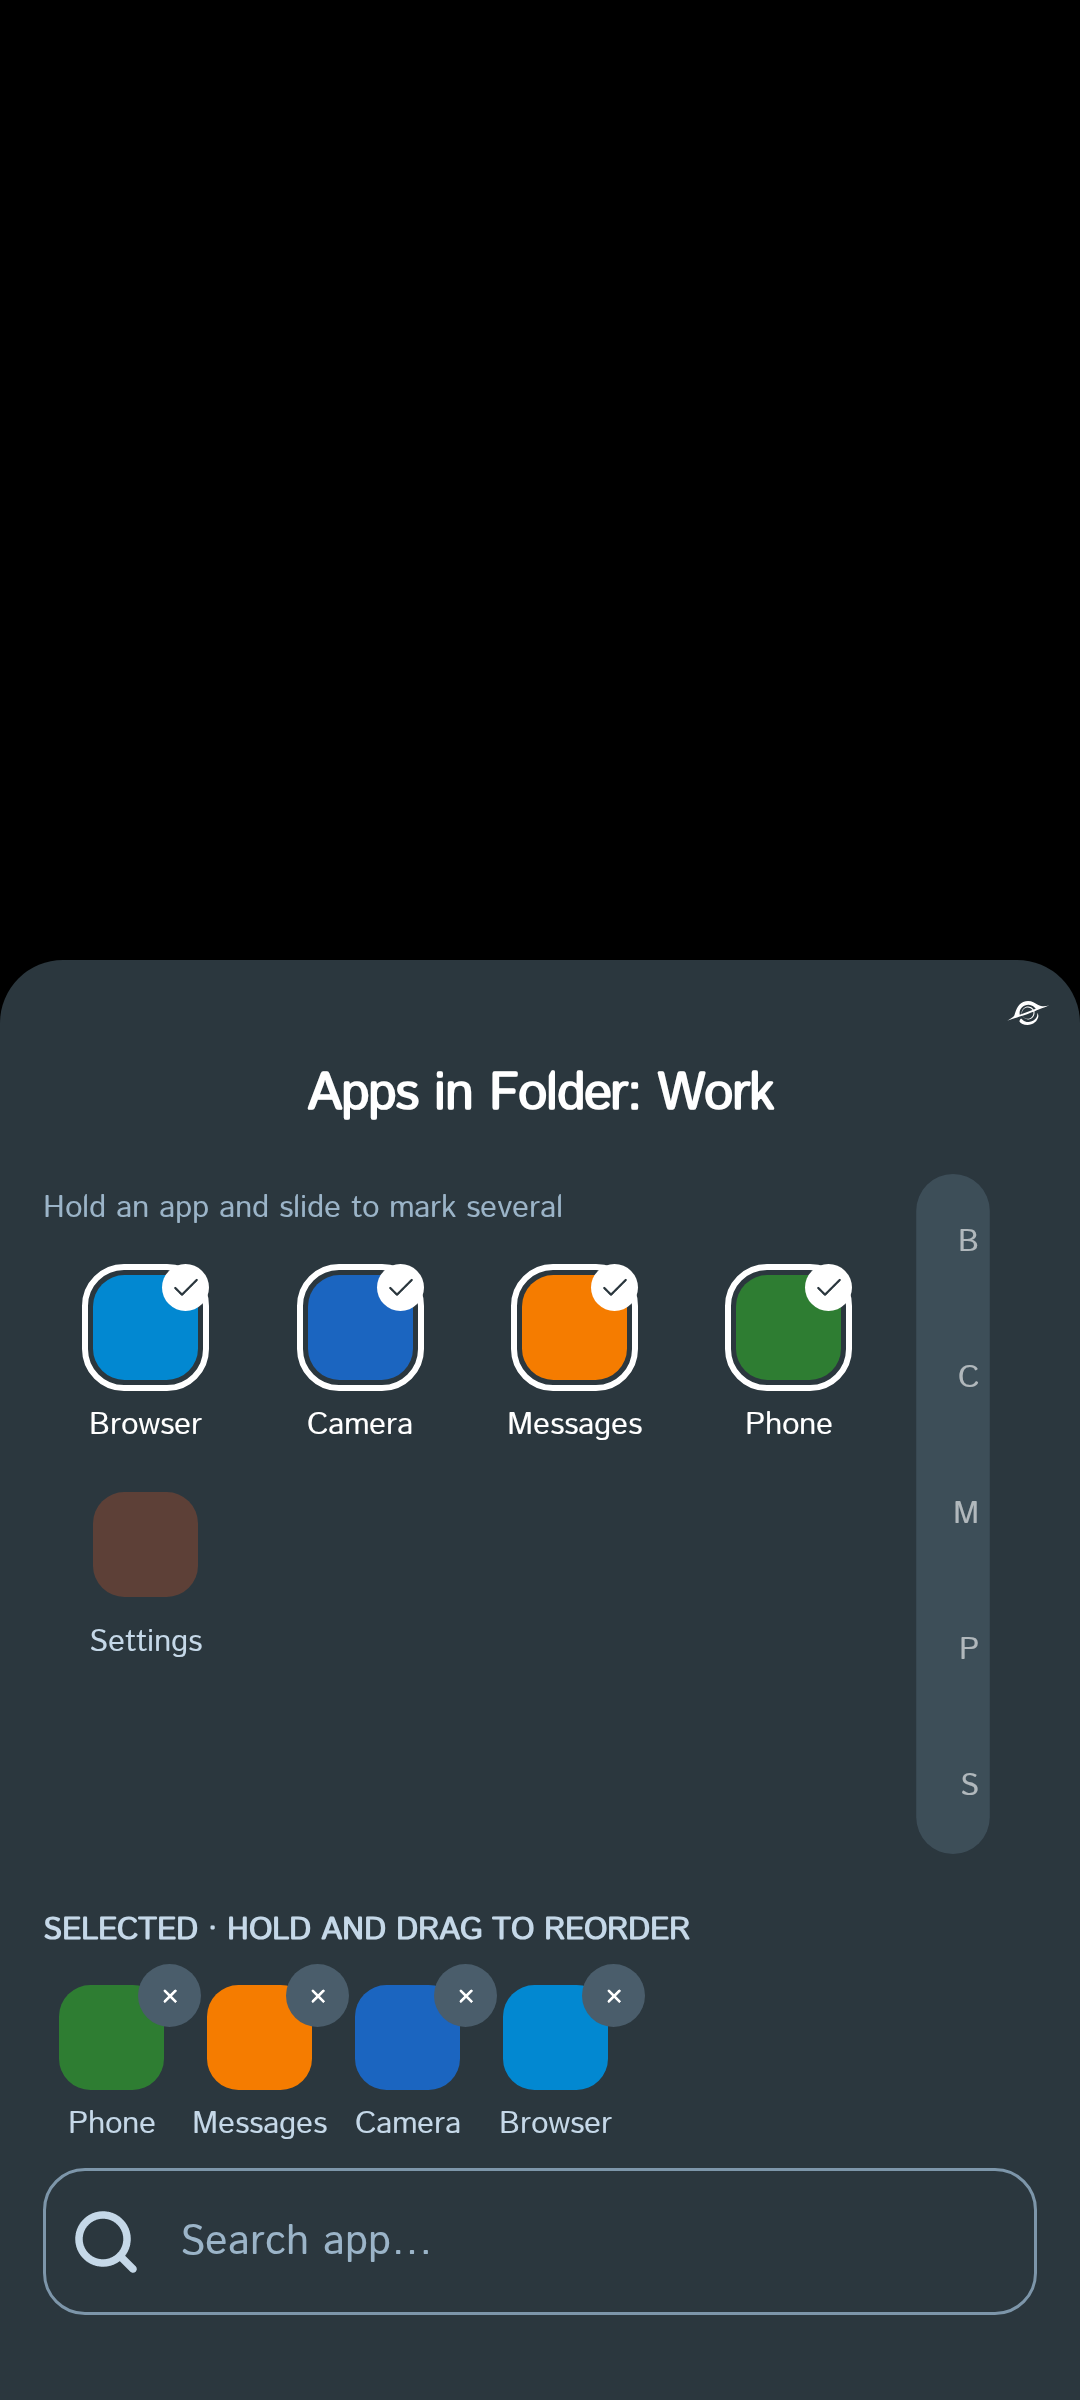 Apps in Folder: Work
Hold an app and slide to mark several
Browser
Camera
Messages
Phone
Settings
B
C
M
P
S
SELECTED · HOLD AND DRAG TO REORDER
Phone
Messages
Camera
Browser
Search app...